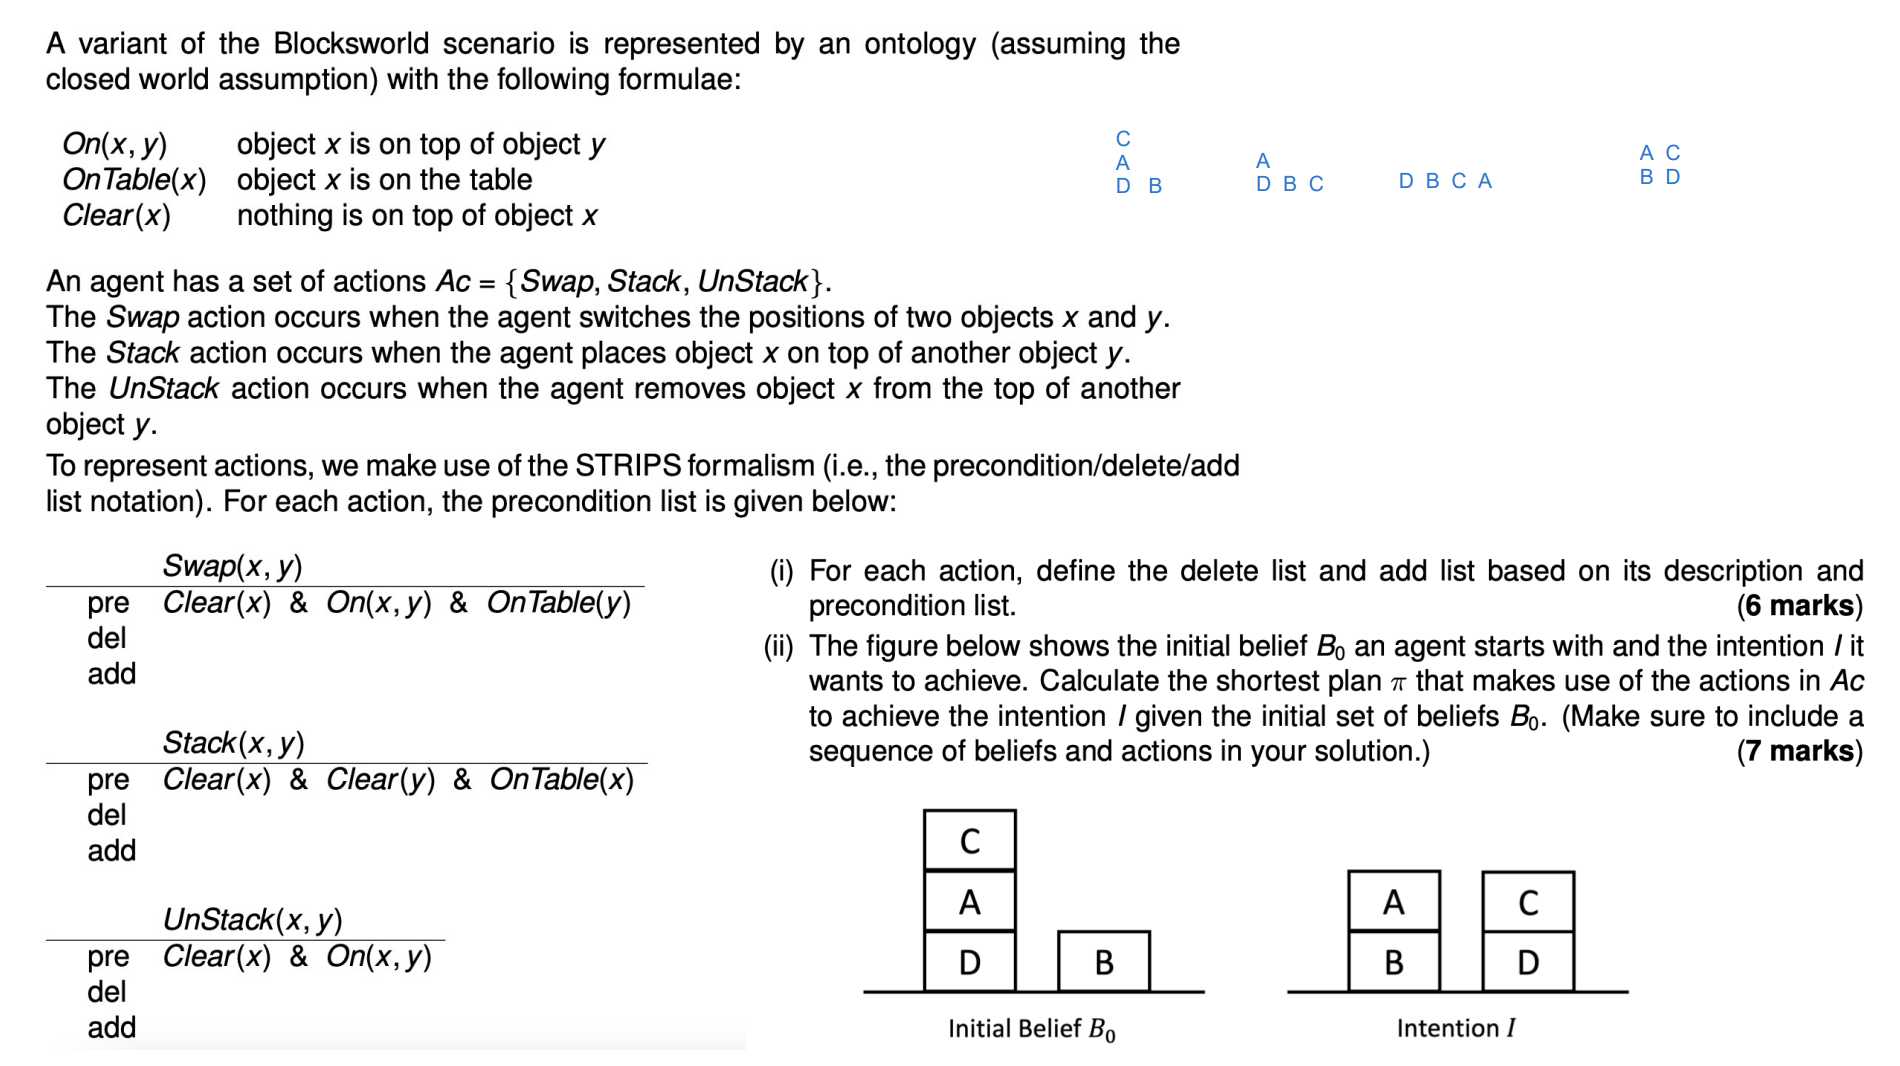 A variant of the Blocksworld scenario is represented by an ontology (assuming the
closed world assumption) with the following formulae:
On(x, y) object x is on top of object y
OnTable(x) object x is on the table
Clear(x) nothing is on top of object x
C
A
D B
A
D B C
D B C A
A C
B D
An agent has a set of actions Ac = {Swap, Stack, UnStack}.
The Swap action occurs when the agent switches the positions of two objects x and y.
The Stack action occurs when the agent places object x on top of another object y.
The UnStack action occurs when the agent removes object x from the top of another
object y.
To represent actions, we make use of the STRIPS formalism (i.e., the precondition/delete/add
list notation). For each action, the precondition list is given below:
Swap(x, y)
pre Clear(x) & On(x, y) & OnTable(y)
del
add
Stack(x, y)
pre Clear(x) & Clear(y) & OnTable(x)
del
add
UnStack(x, y)
pre Clear(x) & On(x, y)
del
add
(i) For each action, define the delete list and add list based on its description and
precondition list. (6 marks)
(ii) The figure below shows the initial belief B₀ an agent starts with and the intention I it
wants to achieve. Calculate the shortest plan π that makes use of the actions in Ac
to achieve the intention I given the initial set of beliefs B₀. (Make sure to include a
sequence of beliefs and actions in your solution.) (7 marks)
C
A
D B
Initial Belief B₀
A C
B D
Intention I